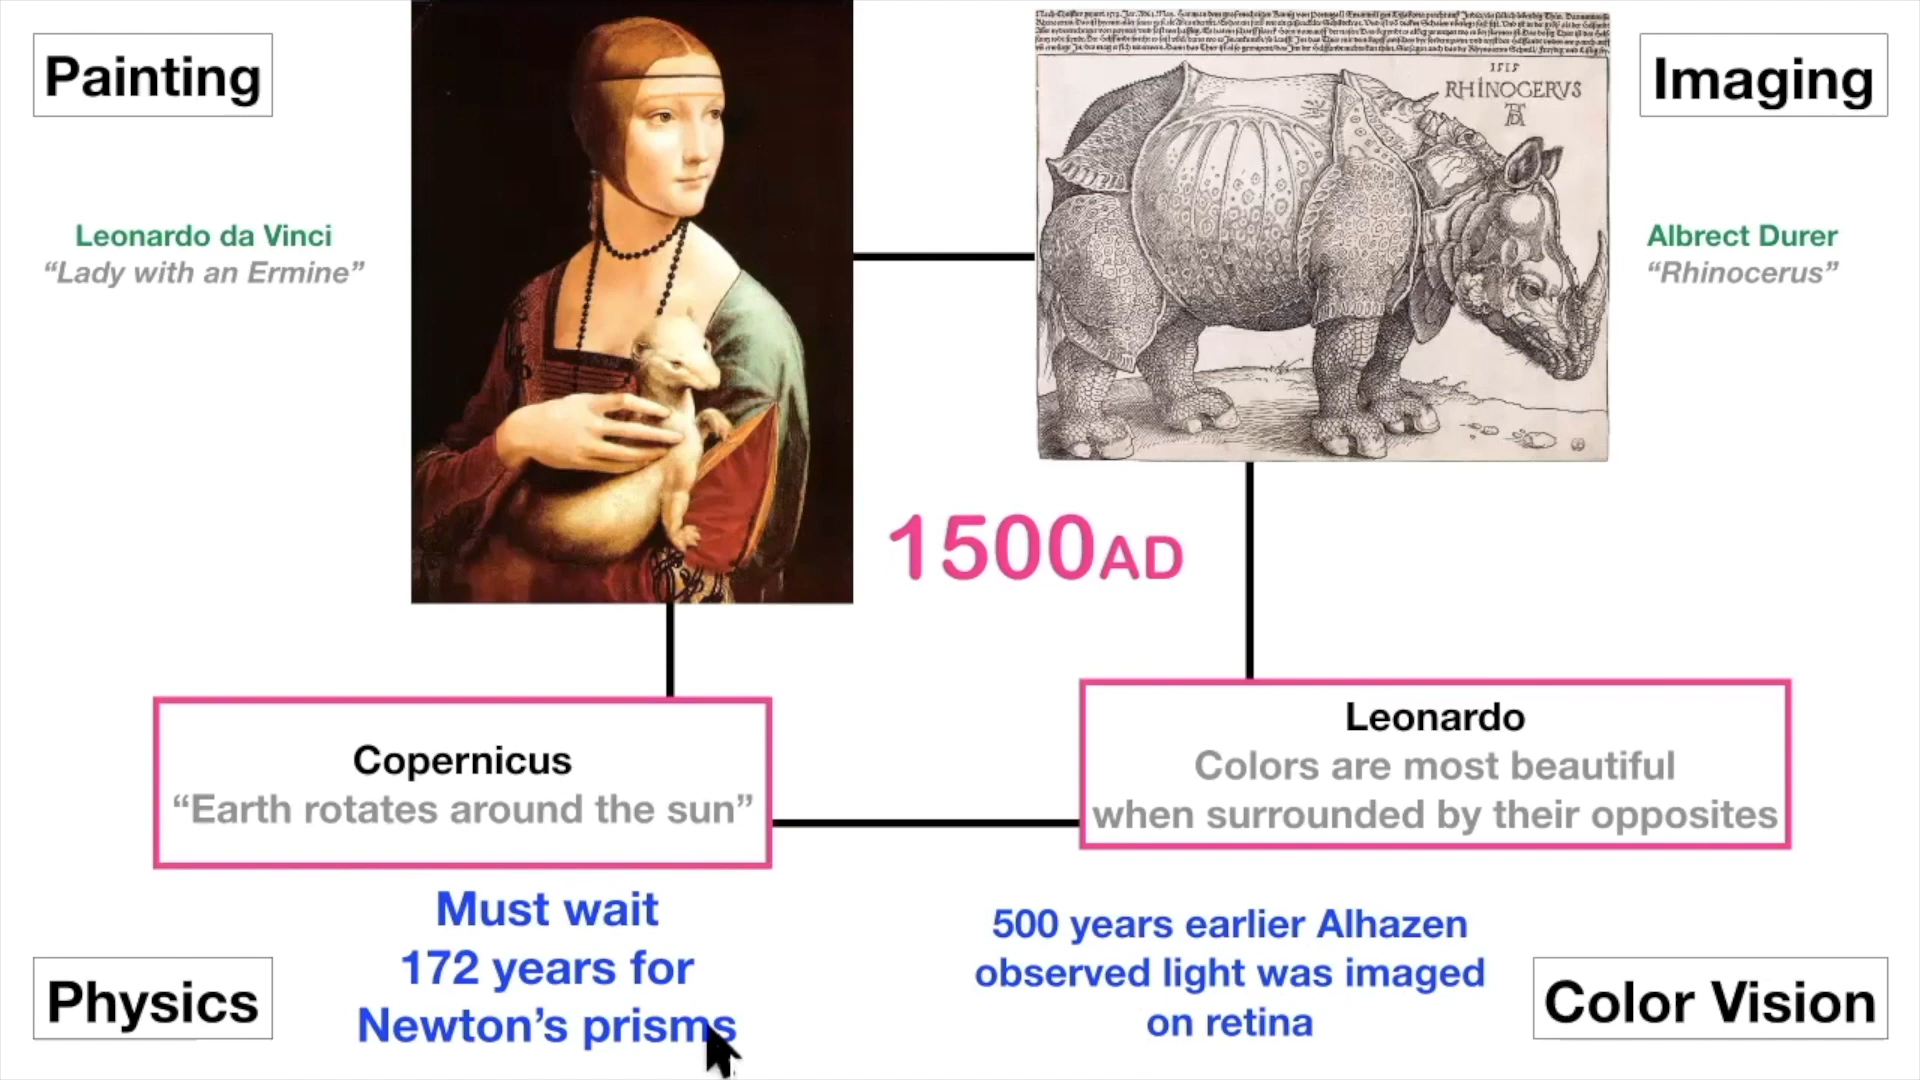 Painting
Imaging
Leonardo da Vinci
“Lady with an Ermine”
1515
RHINOCERVS
AD
Albrect Durer
“Rhinocerus”
1500AD
Copernicus
“Earth rotates around the sun”
Leonardo
Colors are most beautiful
when surrounded by their opposites
Must wait
172 years for
Newton’s prisms
500 years earlier Alhazen
observed light was imaged
on retina
Physics
Color Vision